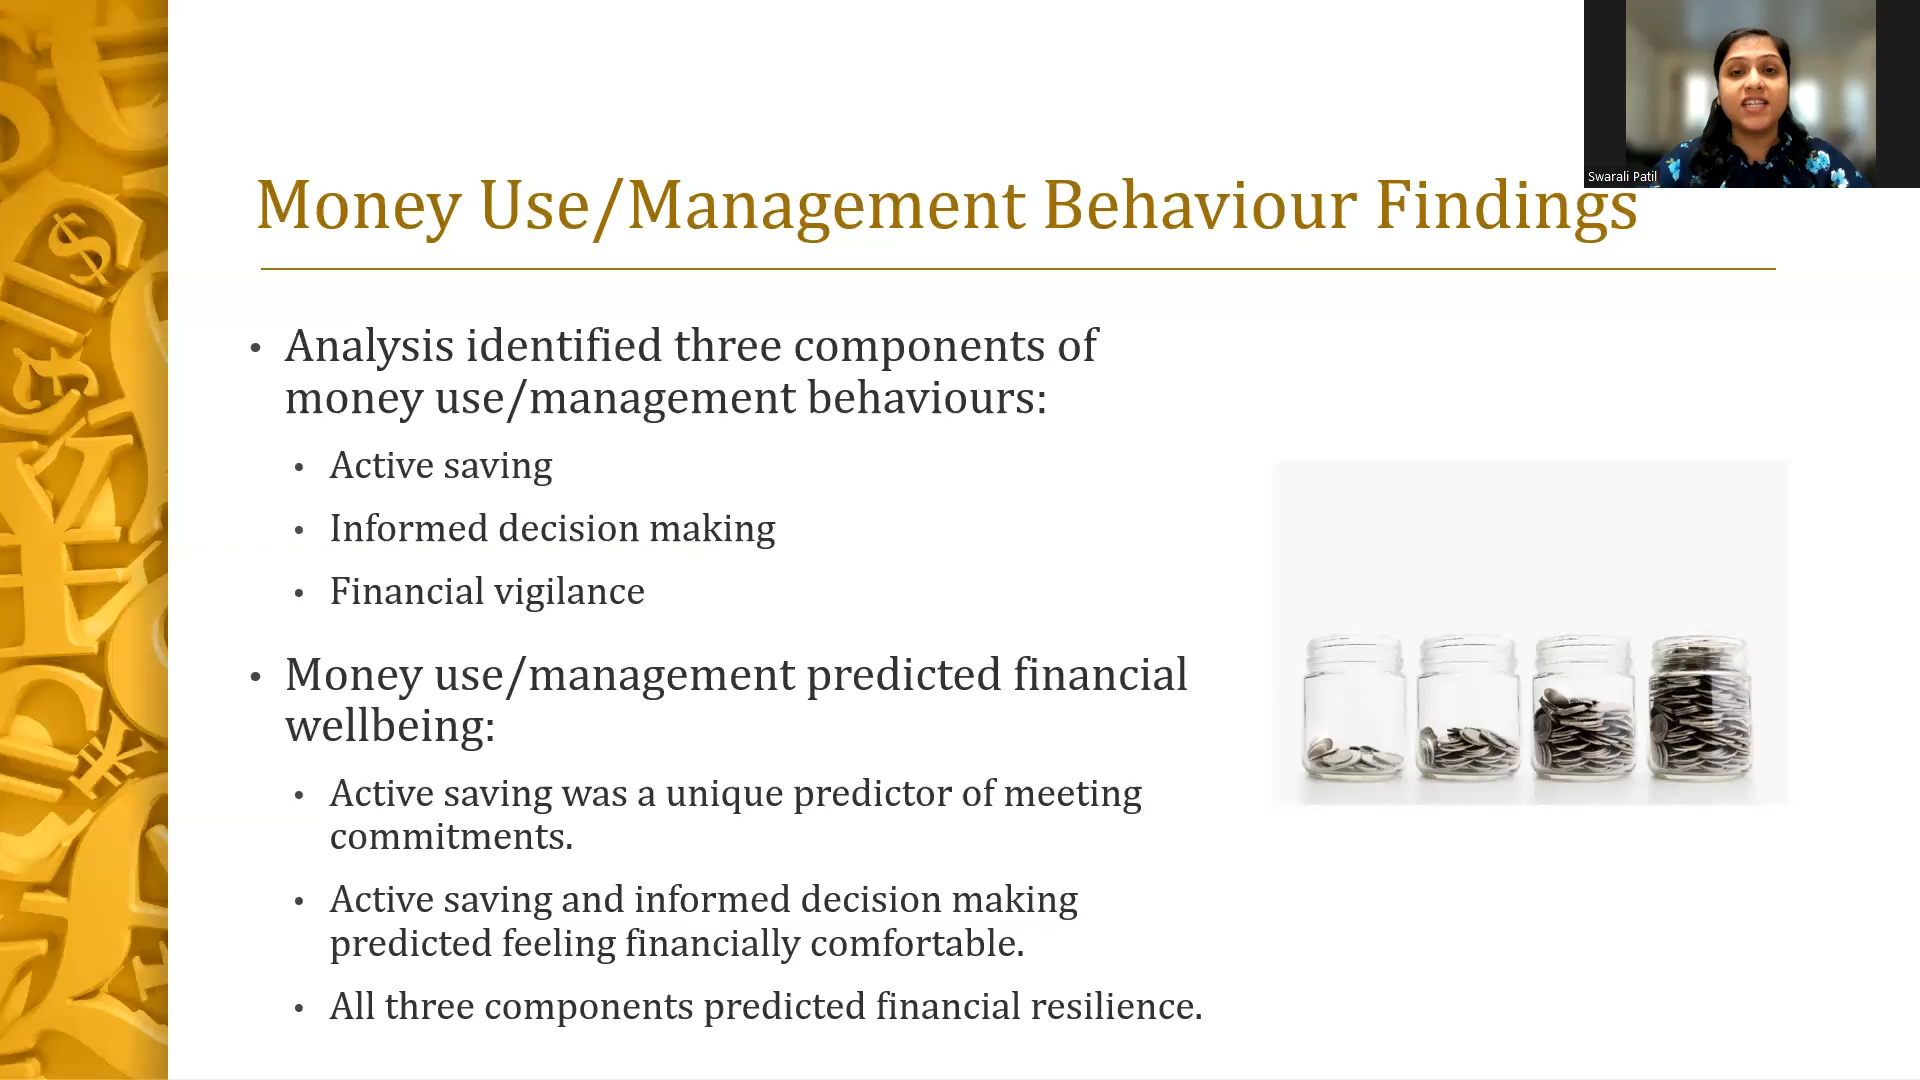 Swarali Patil
Money Use/Management Behaviour Findings
• Analysis identified three components of
money use/management behaviours:
• Active saving
• Informed decision making
• Financial vigilance
• Money use/management predicted financial
wellbeing:
• Active saving was a unique predictor of meeting
commitments.
• Active saving and informed decision making
predicted feeling financially comfortable.
• All three components predicted financial resilience.